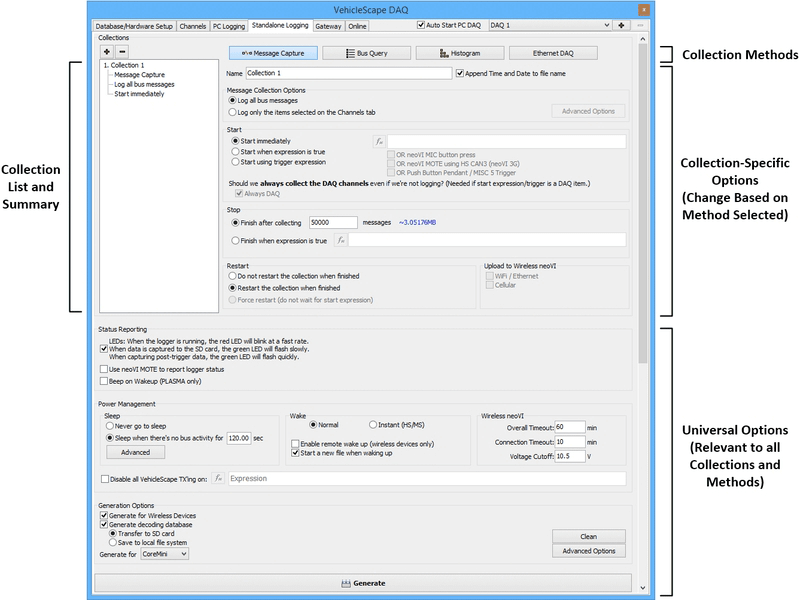 VehicleScape DAQ
Database/Hardware Setup Channels PC Logging Standalone Logging Gateway Online
Auto Start PC DAQ DAQ 1
Collections
Message Capture Bus Query Histogram Ethernet DAQ
Collection Methods
1. Collection 1
Message Capture
Log all bus messages
Start immediately
Name Collection 1 Append Time and Date to file name
Message Collection Options
Log all bus messages
Log only the items selected on the Channels tab
Advanced Options
Start
Start immediately
Start when expression is true
Start using trigger expression
OR neoVI MIC button press
OR neoVI MOTE using HS CAN3 (neoVI 3G)
OR Push Button Pendant / MISC 5 Trigger
Should we always collect the DAQ channels even if we're not logging? (Needed if start expression/trigger is a DAQ item.)
Always DAQ
Stop
Finish after collecting 50000 messages ~3.05176MB
Finish when expression is true
Restart
Do not restart the collection when finished
Restart the collection when finished
Force restart (do not wait for start expression)
Upload to Wireless neoVI
WiFi / Ethernet
Cellular
Collection
List and
Summary
Collection-Specific
Options
(Change Based on
Method Selected)
Status Reporting
LEDs: When the logger is running, the red LED will blink at a fast rate.
When data is captured to the SD card, the green LED will flash slowly.
When capturing post-trigger data, the green LED will flash quickly.
Use neoVI MOTE to report logger status
Beep on Wakeup (PLASMA only)
Power Management
Sleep
Never go to sleep
Sleep when there's no bus activity for 120.00 sec
Advanced
Wake
Normal Instant (HS/MS)
Enable remote wake up (wireless devices only)
Start a new file when waking up
Wireless neoVI
Overall Timeout: 60 min
Connection Timeout: 10 min
Voltage Cutoff: 10.5 V
Disable all VehicleScape TX'ing on: Expression
Universal Options
(Relevant to all
Collections and
Methods)
Generation Options
Generate for Wireless Devices
Generate decoding database
Transfer to SD card
Save to local file system
Generate for CoreMini
Clean
Advanced Options
Generate